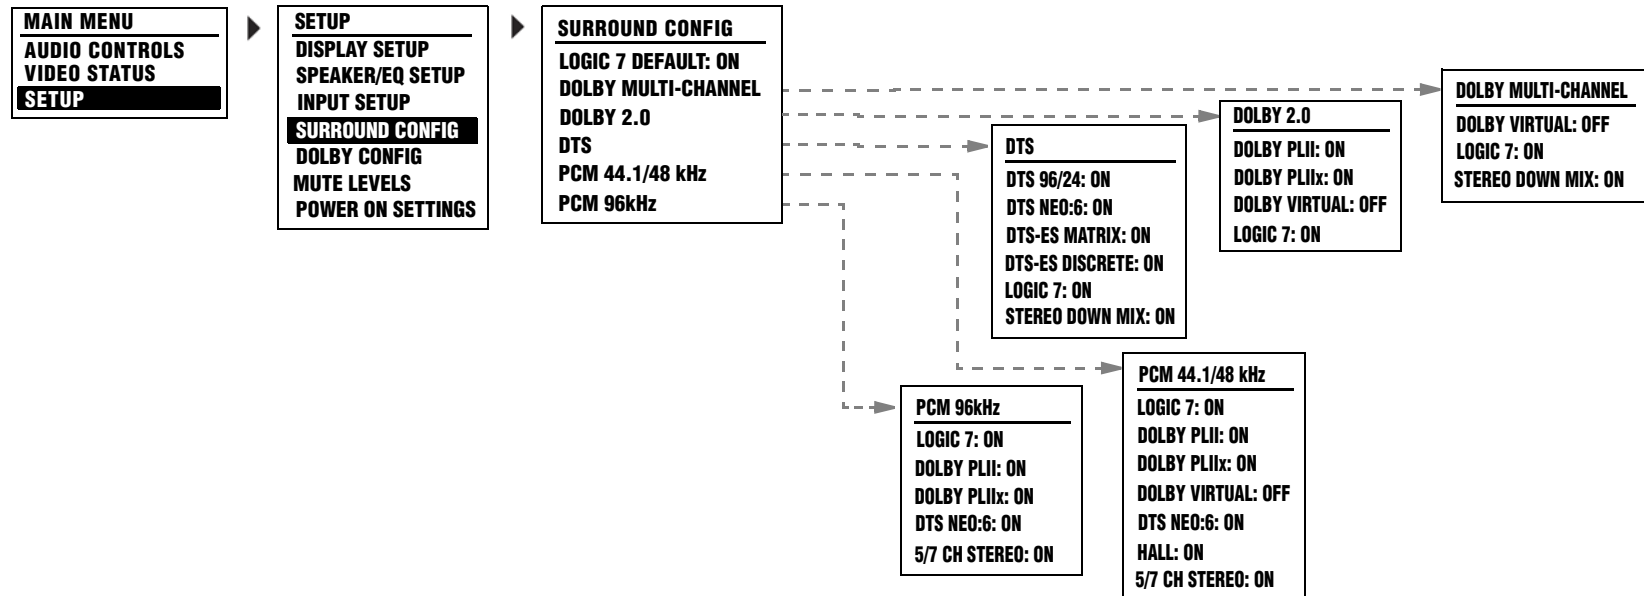 MAIN MENU
AUDIO CONTROLS
VIDEO STATUS
SETUP
SETUP
DISPLAY SETUP
SPEAKER/EQ SETUP
INPUT SETUP
SURROUND CONFIG
DOLBY CONFIG
MUTE LEVELS
POWER ON SETTINGS
SURROUND CONFIG
LOGIC 7 DEFAULT: ON
DOLBY MULTI-CHANNEL
DOLBY 2.0
DTS
PCM 44.1/48 kHz
PCM 96kHz
DOLBY MULTI-CHANNEL
DOLBY VIRTUAL: OFF
LOGIC 7: ON
STEREO DOWN MIX: ON
DOLBY 2.0
DOLBY PLII: ON
DOLBY PLIIx: ON
DOLBY VIRTUAL: OFF
LOGIC 7: ON
DTS
DTS 96/24: ON
DTS NEO:6: ON
DTS-ES MATRIX: ON
DTS-ES DISCRETE: ON
LOGIC 7: ON
STEREO DOWN MIX: ON
PCM 44.1/48 kHz
LOGIC 7: ON
DOLBY PLII: ON
DOLBY PLIIx: ON
DOLBY VIRTUAL: OFF
DTS NEO:6: ON
HALL: ON
5/7 CH STEREO: ON
PCM 96kHz
LOGIC 7: ON
DOLBY PLII: ON
DOLBY PLIIx: ON
DTS NEO:6: ON
5/7 CH STEREO: ON